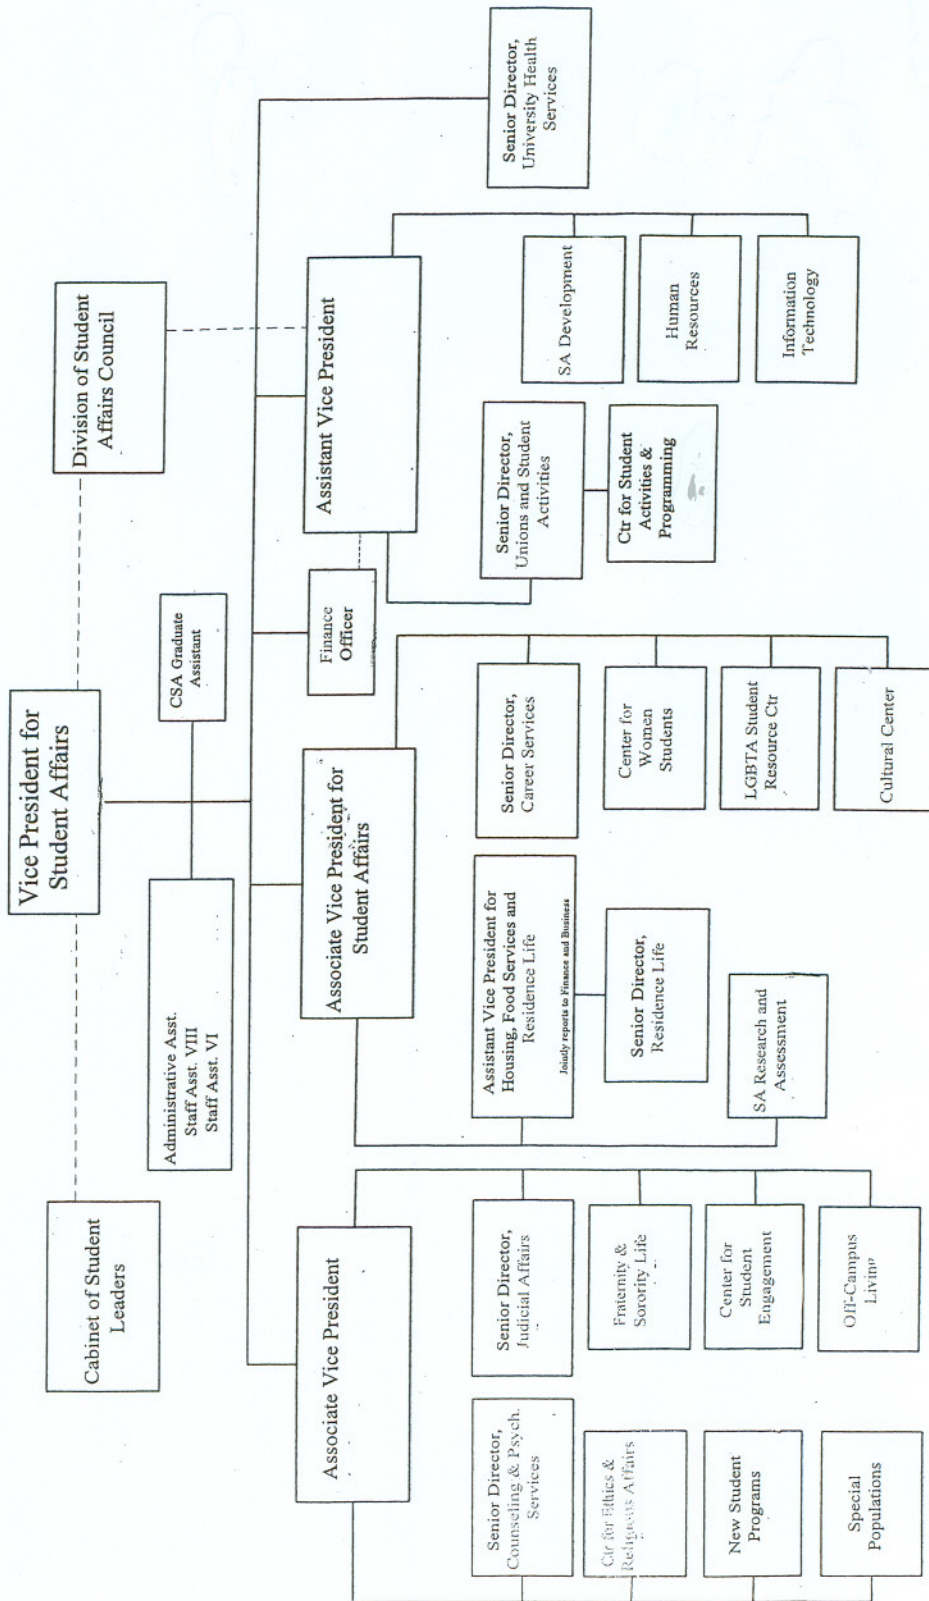 Vice President for
Student Affairs
Cabinet of Student
Leaders
Division of Student
Affairs Council
Administrative Asst.
Staff Asst. VIII
Staff Asst. VI
CSA Graduate
Assistant
Associate Vice President
Associate Vice President for
Student Affairs
Finance
Officer
Assistant Vice President
Senior Director,
University Health
Services
Senior Director,
Counseling & Psych.
Services
Ctr for Ethics &
Religious Affairs
New Student
Programs
Special
Populations
Senior Director,
Judicial Affairs
Fraternity &
Sorority Life
Center for
Student
Engagement
Off-Campus
Living
Assistant Vice President for
Housing, Food Services and
Residence Life
Jointly reports to Finance and Business
Senior Director,
Residence Life
SA Research and
Assessment
Senior Director,
Career Services
Center for
Women
Students
LGBTA Student
Resource Ctr
Cultural Center
Senior Director,
Unions and Student
Activities
Ctr for Student
Activities &
Programming
SA Development
Human
Resources
Information
Technology